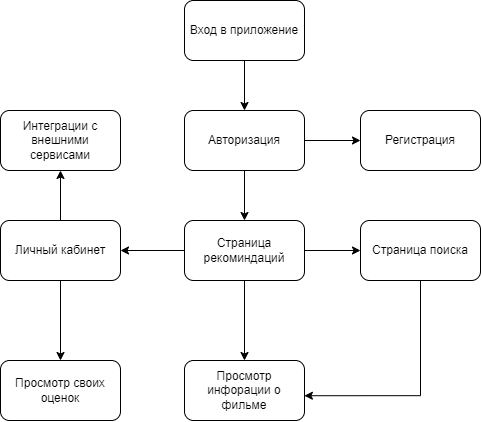 Вход в приложение
Интеграции с
внешними
сервисами
Авторизация
Регистрация
Личный кабинет
Страница
рекоминдаций
Страница поиска
Просмотр своих
оценок
Просмотр
инфорации о
фильме